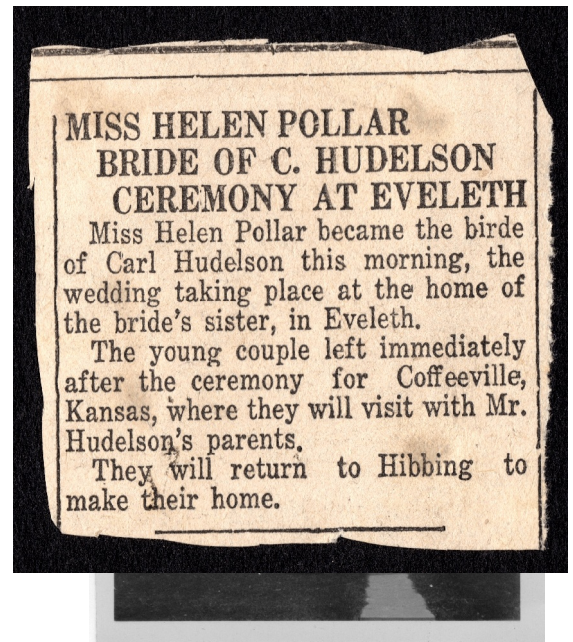 MISS HELEN POLLAR
BRIDE OF C. HUDELSON
CEREMONY AT EVELETH
Miss Helen Pollar became the birde
of Carl Hudelson this morning, the
wedding taking place at the home of
the bride's sister, in Eveleth.
The young couple left immediately
after the ceremony for Coffeeville,
Kansas, where they will visit with Mr.
Hudelson's parents.
They will return to Hibbing to
make their home.